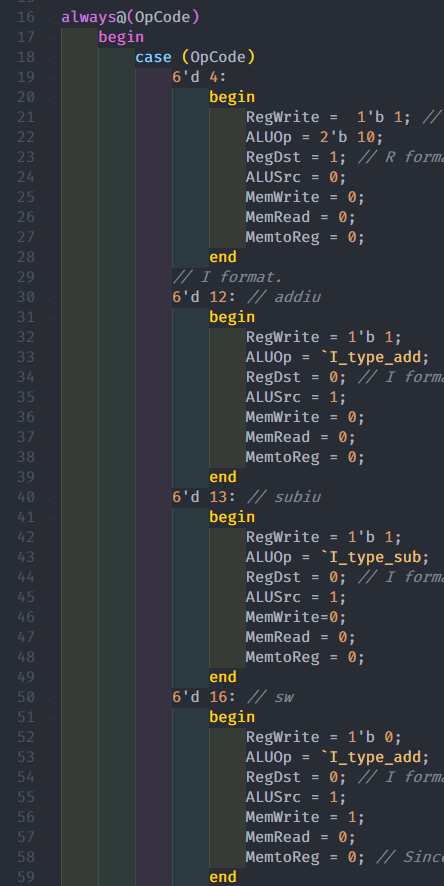 16 always@(OpCode)
17 begin
18 case (OpCode)
19 6'd 4:
20 begin
21 RegWrite =  1'b 1; //
22 ALUOp = 2'b 10;
23 RegDst = 1; // R forma
24 ALUSrc = 0;
25 MemWrite = 0;
26 MemRead = 0;
27 MemtoReg = 0;
28 end
29 // I format.
30 6'd 12: // addiu
31 begin
32 RegWrite = 1'b 1;
33 ALUOp = `I_type_add;
34 RegDst = 0; // I forma
35 ALUSrc = 1;
36 MemWrite = 0;
37 MemRead = 0;
38 MemtoReg = 0;
39 end
40 6'd 13: // subiu
41 begin
42 RegWrite = 1'b 1;
43 ALUOp = `I_type_sub;
44 RegDst = 0; // I forma
45 ALUSrc = 1;
46 MemWrite=0;
47 MemRead = 0;
48 MemtoReg = 0;
49 end
50 6'd 16: // sw
51 begin
52 RegWrite = 1'b 0;
53 ALUOp = `I_type_add;
54 RegDst = 0; // I forma
55 ALUSrc = 1;
56 MemWrite = 1;
57 MemRead = 0;
58 MemtoReg = 0; // Since
59 end